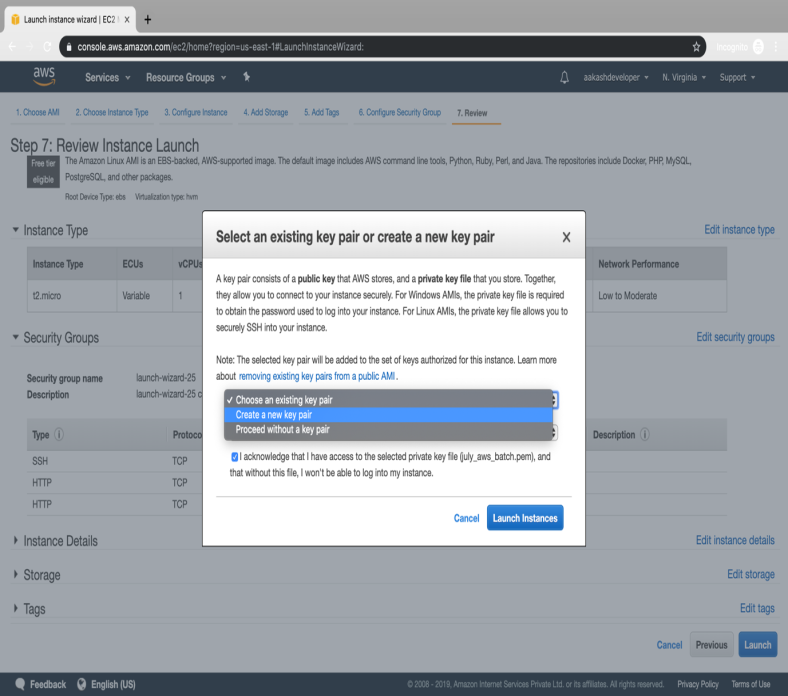 Launch instance wizard | EC2
console.aws.amazon.com/ec2/home?region=us-east-1#LaunchInstanceWizard:
Incognito
aws
Services
Resource Groups
aakashdeveloper
N. Virginia
Support
1. Choose AMI
2. Choose Instance Type
3. Configure Instance
4. Add Storage
5. Add Tags
6. Configure Security Group
7. Review
Step 7: Review Instance Launch
Free tier
eligible
The Amazon Linux AMI is an EBS-backed, AWS-supported image. The default image includes AWS command line tools, Python, Ruby, Perl, and Java. The repositories include Docker, PHP, MySQL,
PostgreSQL, and other packages.
Root Device Type: ebs Virtualization type: hvm
Instance Type
Edit instance type
Instance Type
ECUs
vCPUs
Network Performance
t2.micro
Variable
1
Low to Moderate
Security Groups
Edit security groups
Security group name
launch-wizard-25
Description
launch-wizard-25 c
Type
Protoco
Description
SSH
TCP
HTTP
TCP
HTTP
TCP
Instance Details
Edit instance details
Storage
Edit storage
Tags
Edit tags
Select an existing key pair or create a new key pair
X
A key pair consists of a public key that AWS stores, and a private key file that you store. Together,
they allow you to connect to your instance securely. For Windows AMIs, the private key file is required
to obtain the password used to log into your instance. For Linux AMIs, the private key file allows you to
securely SSH into your instance.
Note: The selected key pair will be added to the set of keys authorized for this instance. Learn more
about removing existing key pairs from a public AMI.
✓ Choose an existing key pair
Create a new key pair
Proceed without a key pair
I acknowledge that I have access to the selected private key file (july_aws_batch.pem), and
that without this file, I won't be able to log into my instance.
Cancel
Launch Instances
Cancel
Previous
Launch
Feedback
English (US)
© 2008 - 2019, Amazon Internet Services Private Ltd. or its affiliates. All rights reserved.
Privacy Policy
Terms of Use